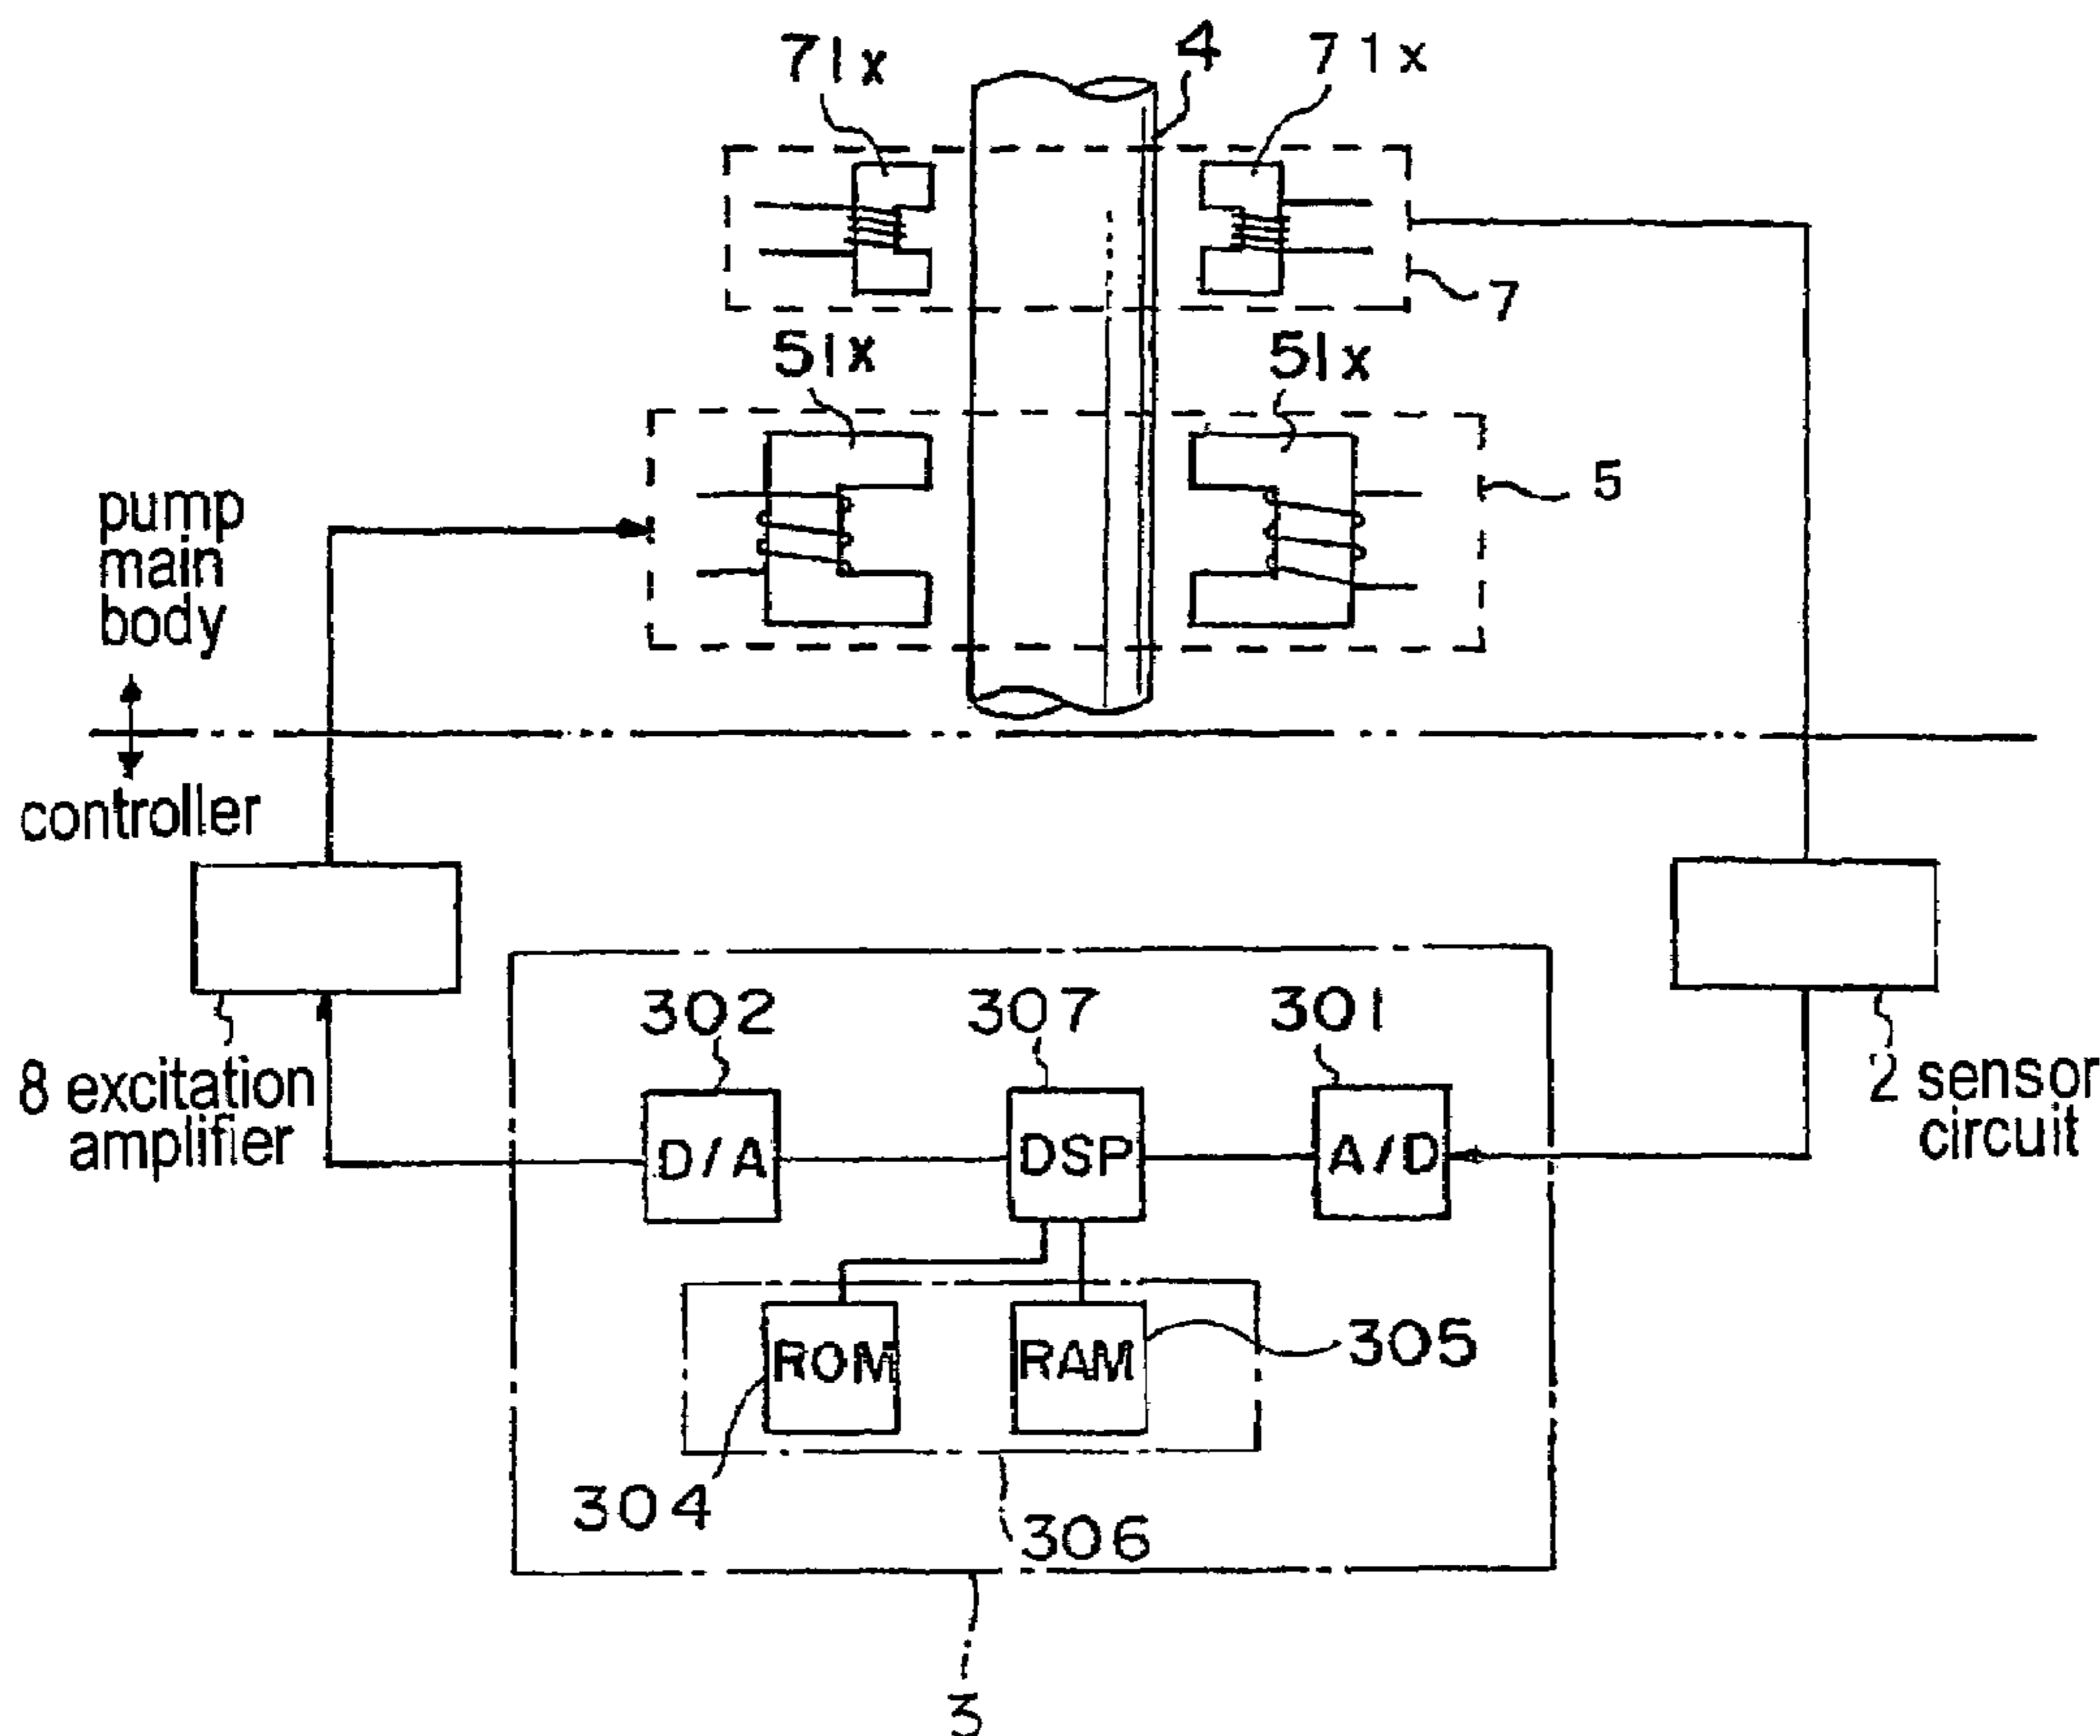 71x
4
71x
7
51x
51x
5
pump
main
body
controller
8 excitation
amplifier
2 sensor
circuit
302
307
301
D/A
DSP
A/D
ROM
RAM
305
304
306
3